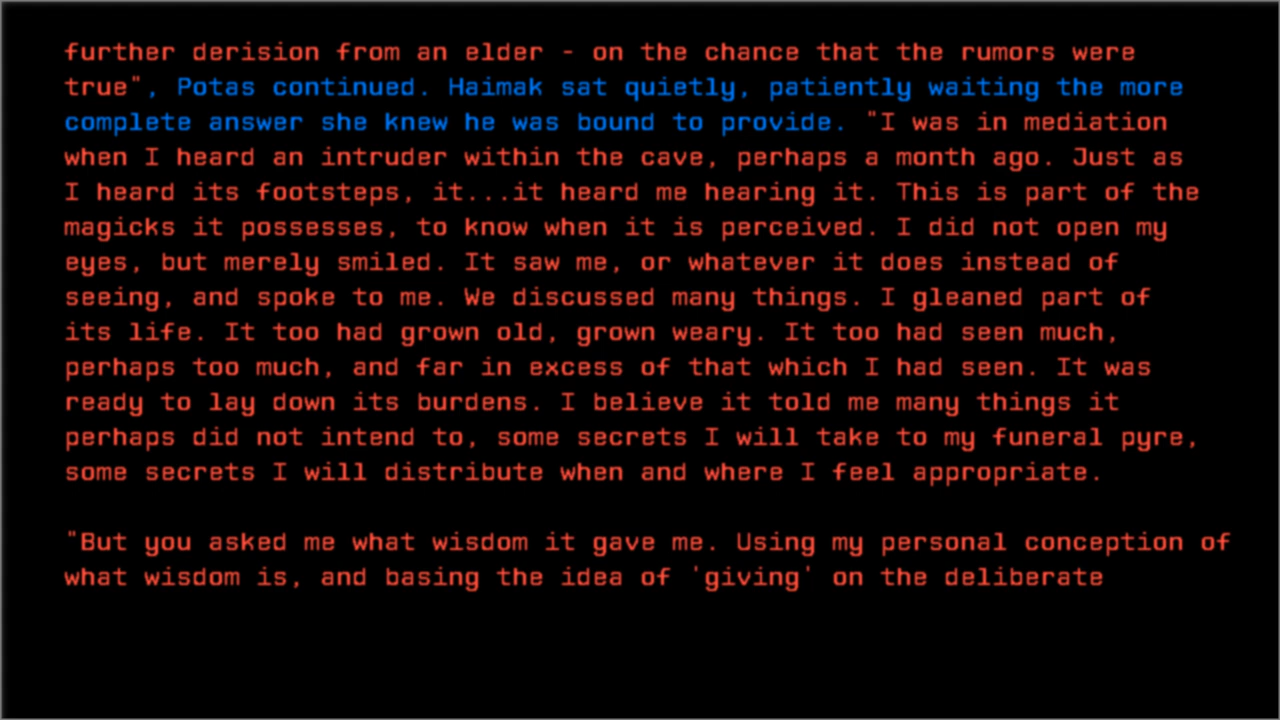 further derision from an elder - on the chance that the rumors were
true", Potas continued. Haimak sat quietly, patiently waiting the more
complete answer she knew he was bound to provide. "I was in mediation
when I heard an intruder within the cave, perhaps a month ago. Just as
I heard its footsteps, it...it heard me hearing it. This is part of the
magicks it possesses, to know when it is perceived. I did not open my
eyes, but merely smiled. It saw me, or whatever it does instead of
seeing, and spoke to me. We discussed many things. I gleaned part of
its life. It too had grown old, grown weary. It too had seen much,
perhaps too much, and far in excess of that which I had seen. It was
ready to lay down its burdens. I believe it told me many things it
perhaps did not intend to, some secrets I will take to my funeral pyre,
some secrets I will distribute when and where I feel appropriate.
"But you asked me what wisdom it gave me. Using my personal conception of
what wisdom is, and basing the idea of 'giving' on the deliberate